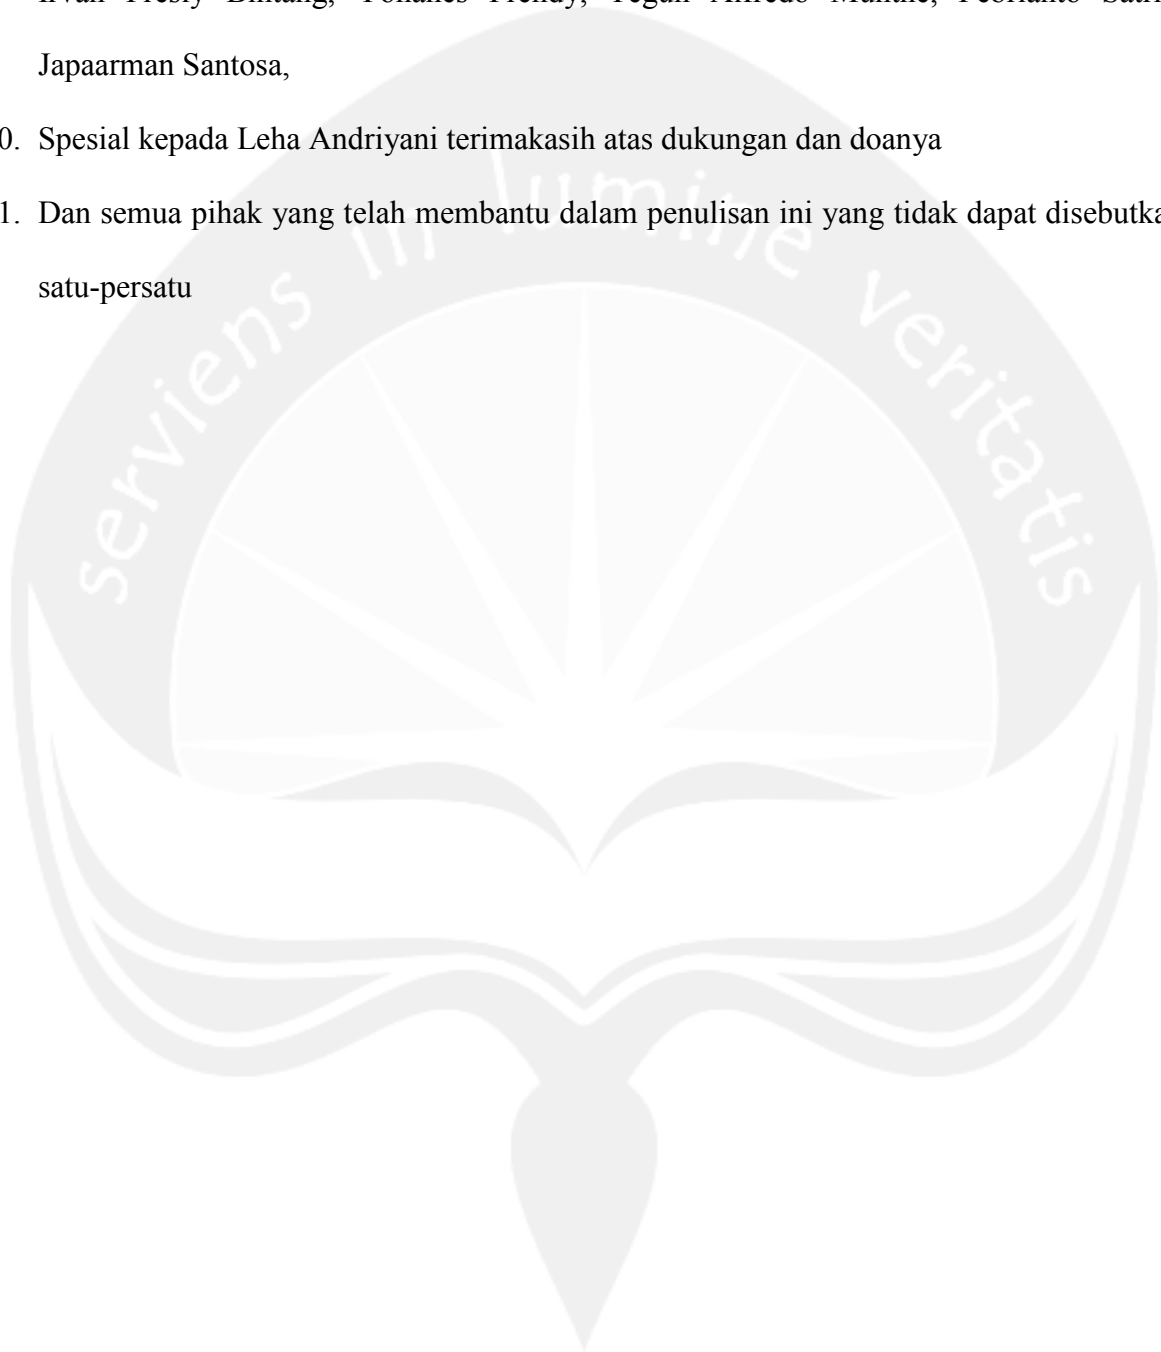 Japaarman Santosa,
0. Spesial kepada Leha Andriyani terimakasih atas dukungan dan doanya
1. Dan semua pihak yang telah membantu dalam penulisan ini yang tidak dapat disebutka
satu-persatu
serviens in lumine veritatis